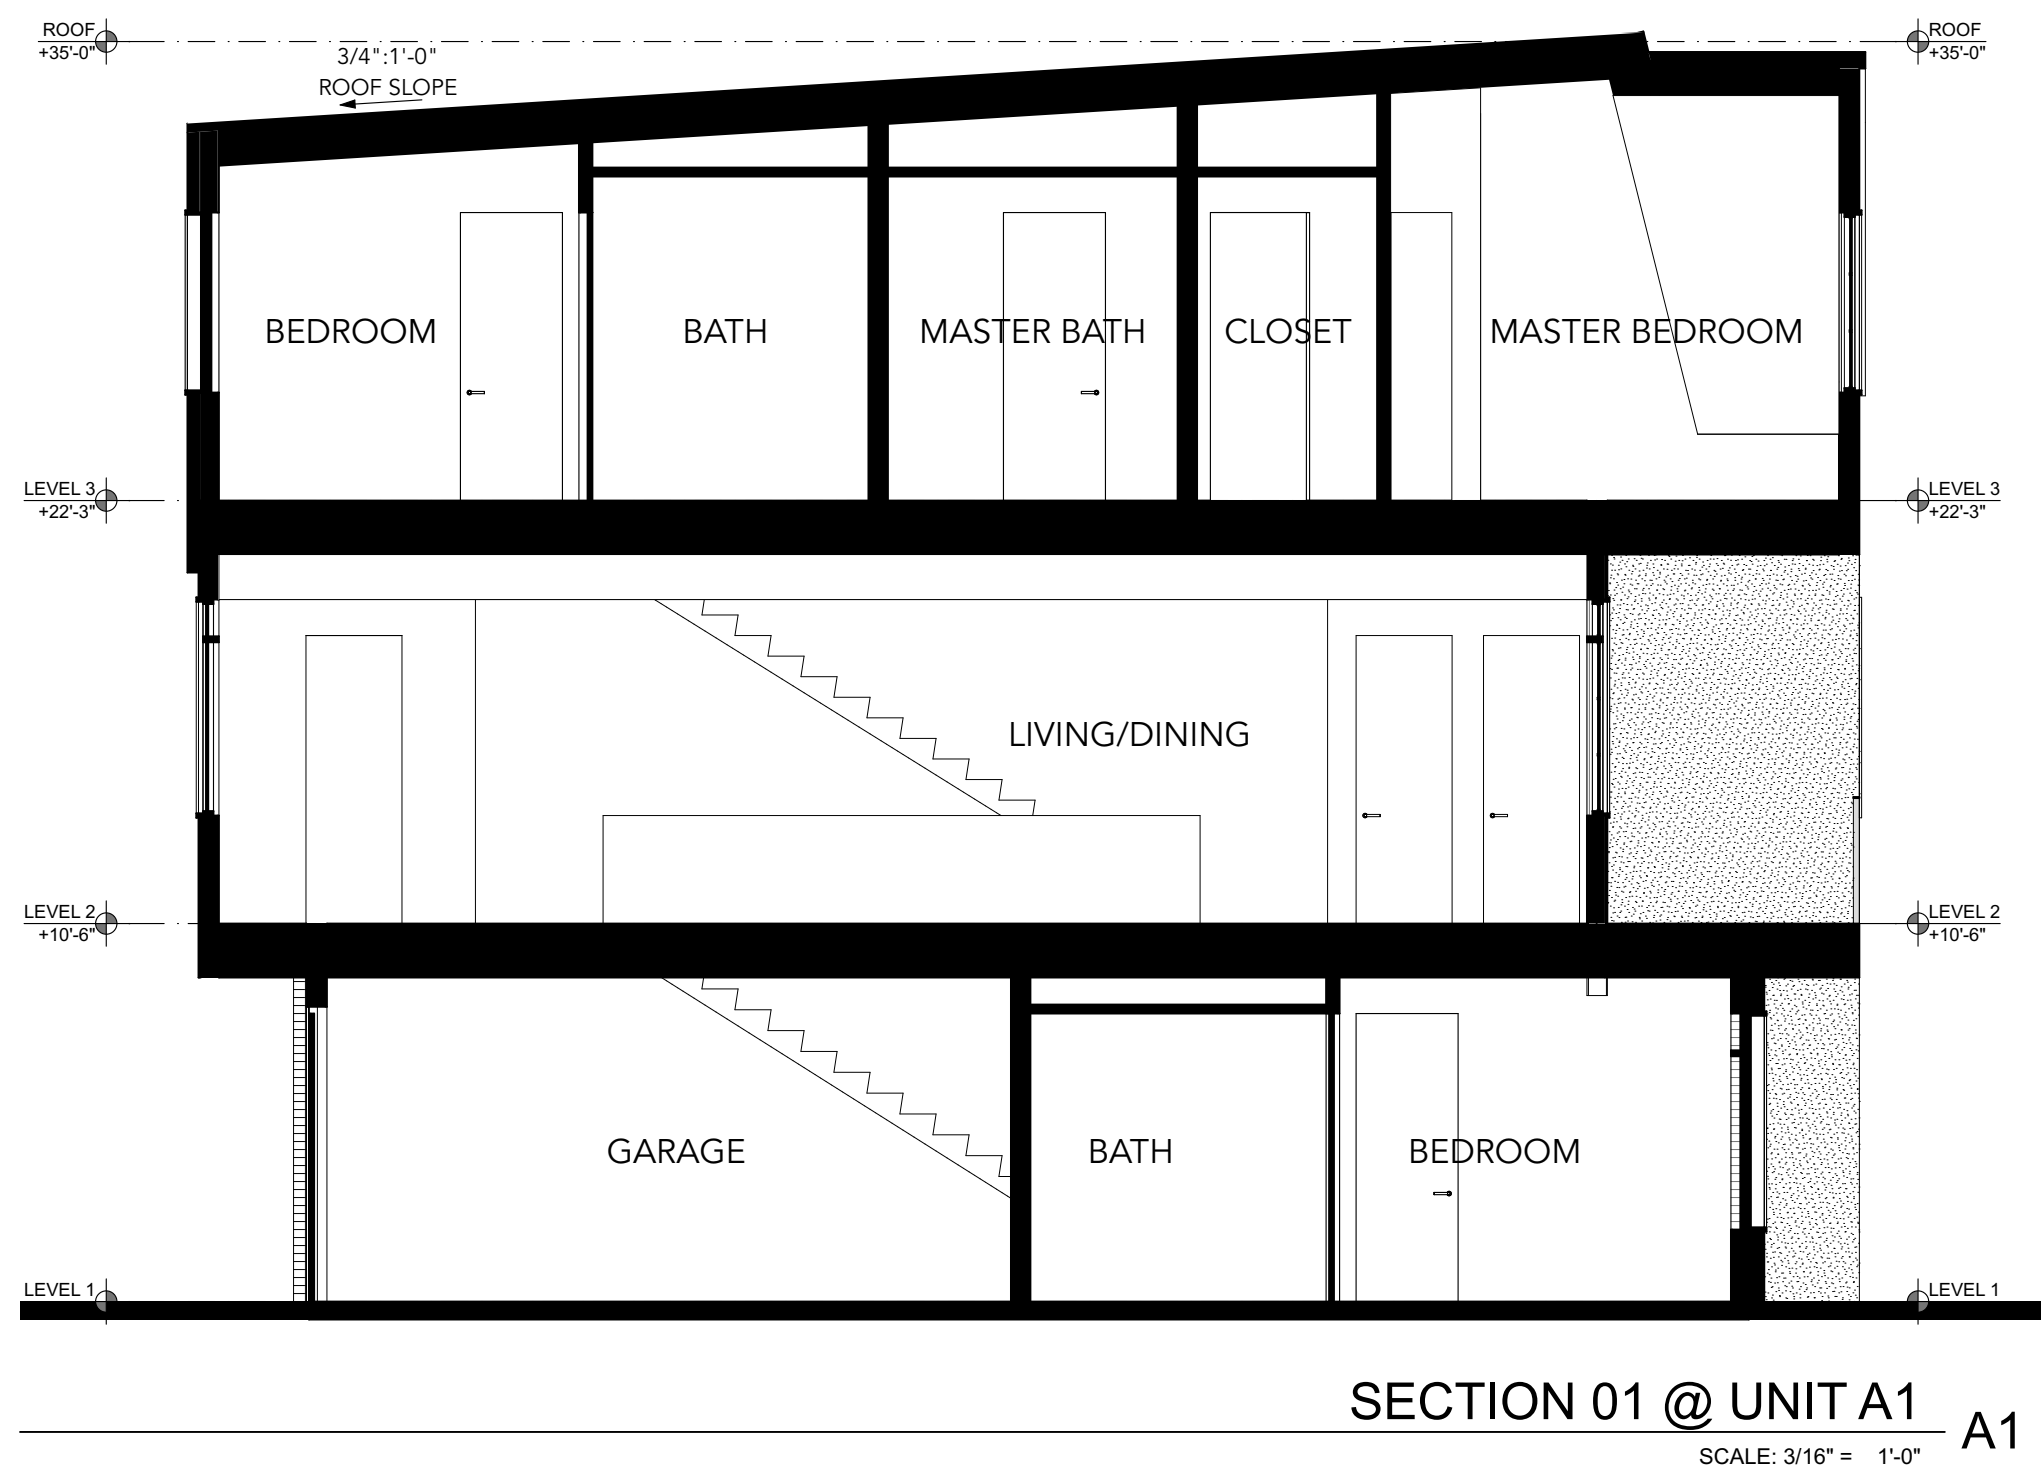 ROOF
+35'-0"
3/4":1'-0"
ROOF SLOPE
ROOF
+35'-0"
BEDROOM
BATH
MASTER BATH
CLOSET
MASTER BEDROOM
LEVEL 3
+22'-3"
LEVEL 3
+22'-3"
LIVING/DINING
LEVEL 2
+10'-6"
LEVEL 2
+10'-6"
GARAGE
BATH
BEDROOM
LEVEL 1
LEVEL 1
SECTION 01 @ UNIT A1
A1
SCALE: 3/16" = 1'-0"